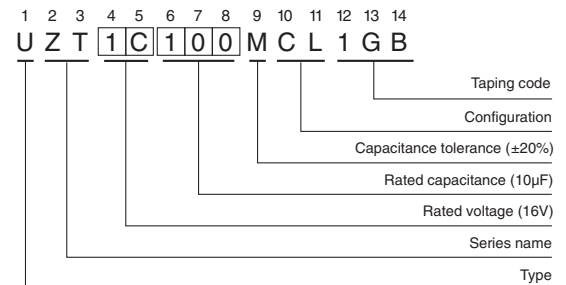 1 2 3 4 5 6 7 8 9 10 11 12 13 14
U Z T 1 C 1 0 0 M C L 1 G B
Taping code
Configuration
Capacitance tolerance (±20%)
Rated capacitance (10µF)
Rated voltage (16V)
Series name
Type